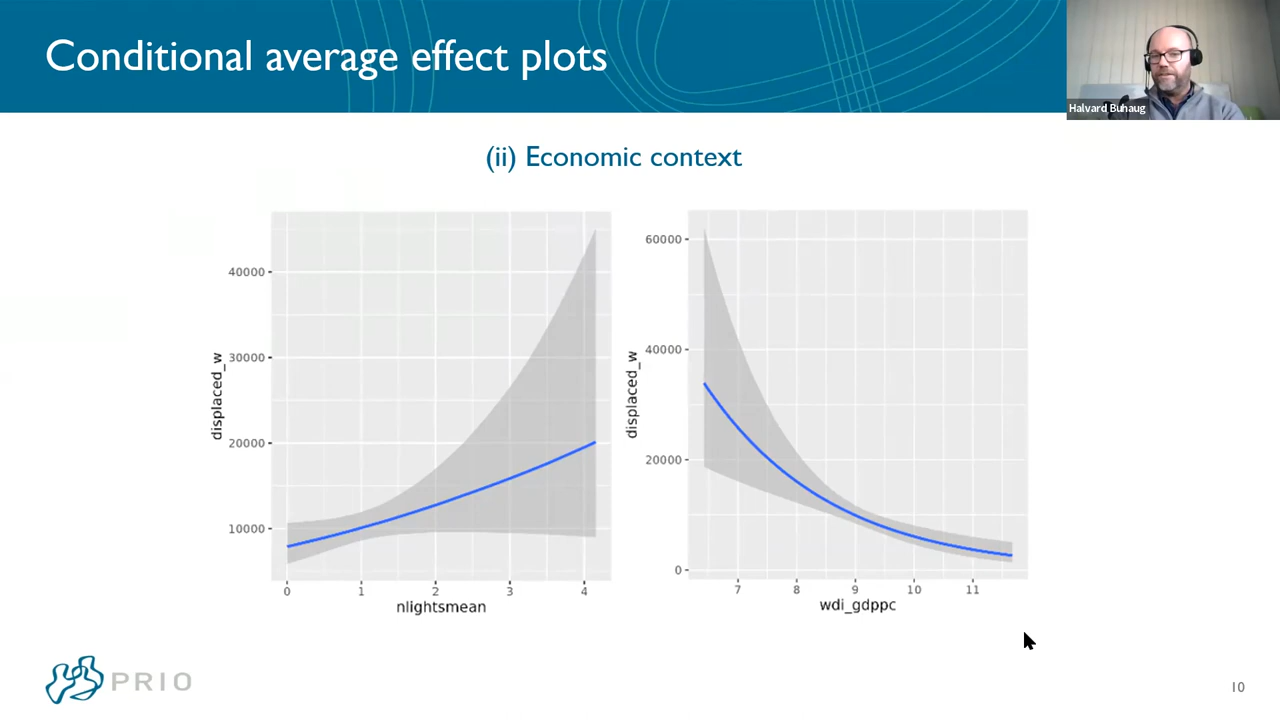 Conditional average effect plots
Halvard Buhaug
(ii) Economic context
40000
30000
20000
10000
displaced_w
0 1 2 3 4
nlightsmean
60000
40000
20000
0
displaced_w
7 8 9 10 11
wdi_gdppc
PRIO
10